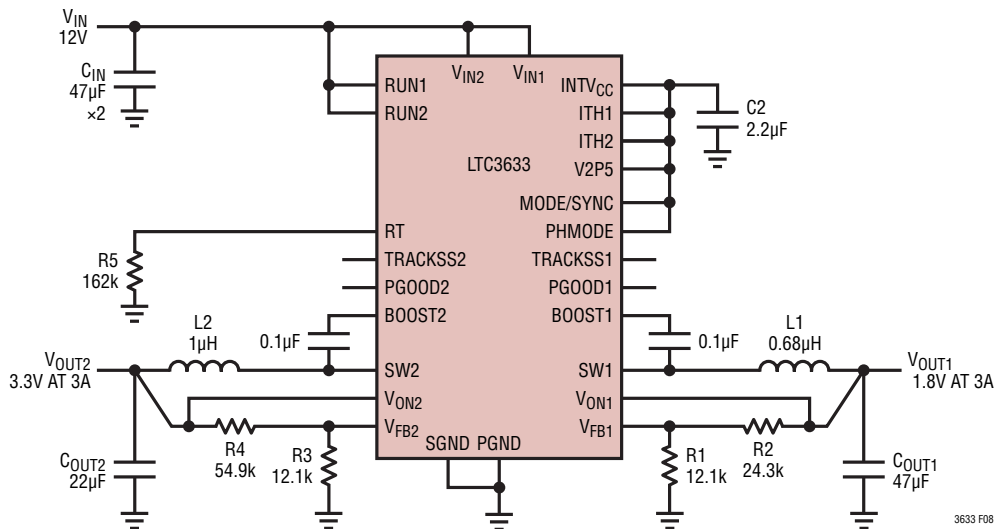 VIN
12V
CIN
47µF
×2
VIN2
VIN1
RUN1
RUN2
LTC3633
INTVCC
ITH1
ITH2
V2P5
MODE/SYNC
PHMODE
C2
2.2µF
RT
TRACKSS2
PGOOD2
BOOST2
TRACKSS1
PGOOD1
BOOST1
R5
162k
L2
1µH
0.1µF
0.1µF
L1
0.68µH
VOUT2
3.3V AT 3A
SW2
VON2
VFB2
SW1
VON1
VFB1
VOUT1
1.8V AT 3A
SGND PGND
COUT2
22µF
R4
54.9k
R3
12.1k
R1
12.1k
R2
24.3k
COUT1
47µF
3633 F08